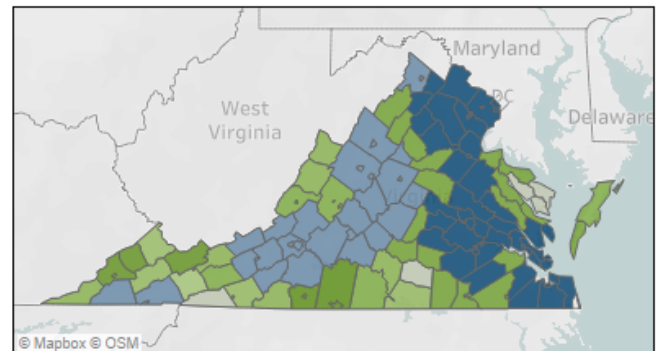 Maryland
DC
West
Virginia
Delaware
© Mapbox © OSM